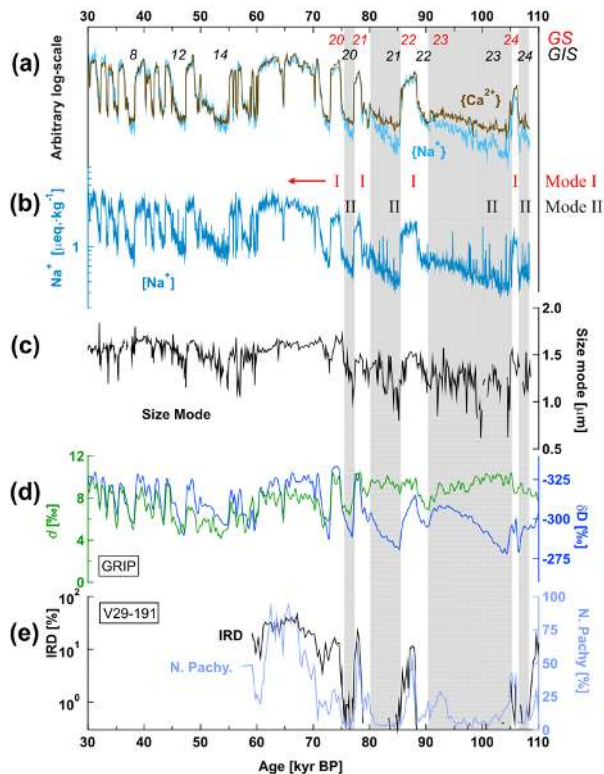 30 40 50 60 70 80 90 100 110
20 21 22 23 24 GS
8 12 14 20 21 22 23 24 GIS
(a)
Arbitrary log-scale
{Ca²⁺}
{Na⁺}
I I I I Mode I
II II II II Mode II
(b)
Na⁺ [µeq.·kg⁻¹]
1
[Na⁺]
(c)
2.0
1.5
1.0
0.5
Size mode [µm]
Size Mode
(d)
12
8
4
0
d [‰]
-325
-300
-275
δD [‰]
GRIP
(e)
V29-191
10²
10¹
10⁰
IRD [%]
IRD
N. Pachy.
100
75
50
25
0
N. Pachy [%]
30 40 50 60 70 80 90 100 110
Age [kyr BP]